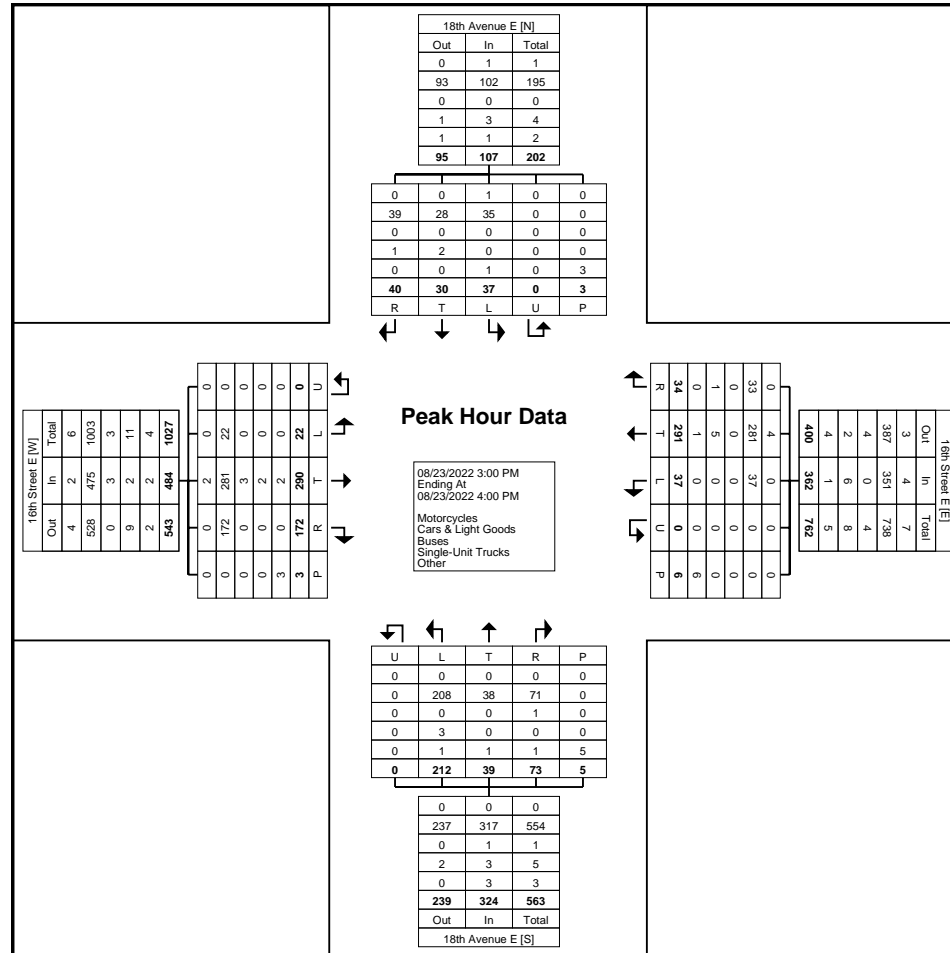 18th Avenue E [N]
Out In Total
0 1 1
93 102 195
0 0 0
1 3 4
1 1 2
95 107 202
0 0 1 0 0
39 28 35 0 0
0 0 0 0 0
1 2 0 0 0
0 0 1 0 3
40 30 37 0 3
R T L U P
16th Street E [W]
Total 6 1003 3 11 4 1027
In 2 475 3 2 2 484
Out 4 528 0 9 2 543
0 0 0 0 0 0 U
0 22 0 0 0 22 L
2 281 3 2 2 290 T
0 172 0 0 0 172 R
0 0 0 0 3 3 P
Peak Hour Data
08/23/2022 3:00 PM
Ending At
08/23/2022 4:00 PM
Motorcycles
Cars & Light Goods
Buses
Single-Unit Trucks
Other
R 34 0 1 0 33 0
T 291 1 5 0 281 4
L 37 0 0 0 37 0
U 0 0 0 0 0 0
P 6 6 0 0 0 0
16th Street E [E]
Out 3 387 4 2 4 400
In 4 351 0 6 1 362
Total 7 738 4 8 5 762
U L T R P
0 0 0 0 0
0 208 38 71 0
0 0 0 1 0
0 3 0 0 0
0 1 1 1 5
0 212 39 73 5
0 0 0
237 317 554
0 1 1
2 3 5
0 3 3
239 324 563
Out In Total
18th Avenue E [S]